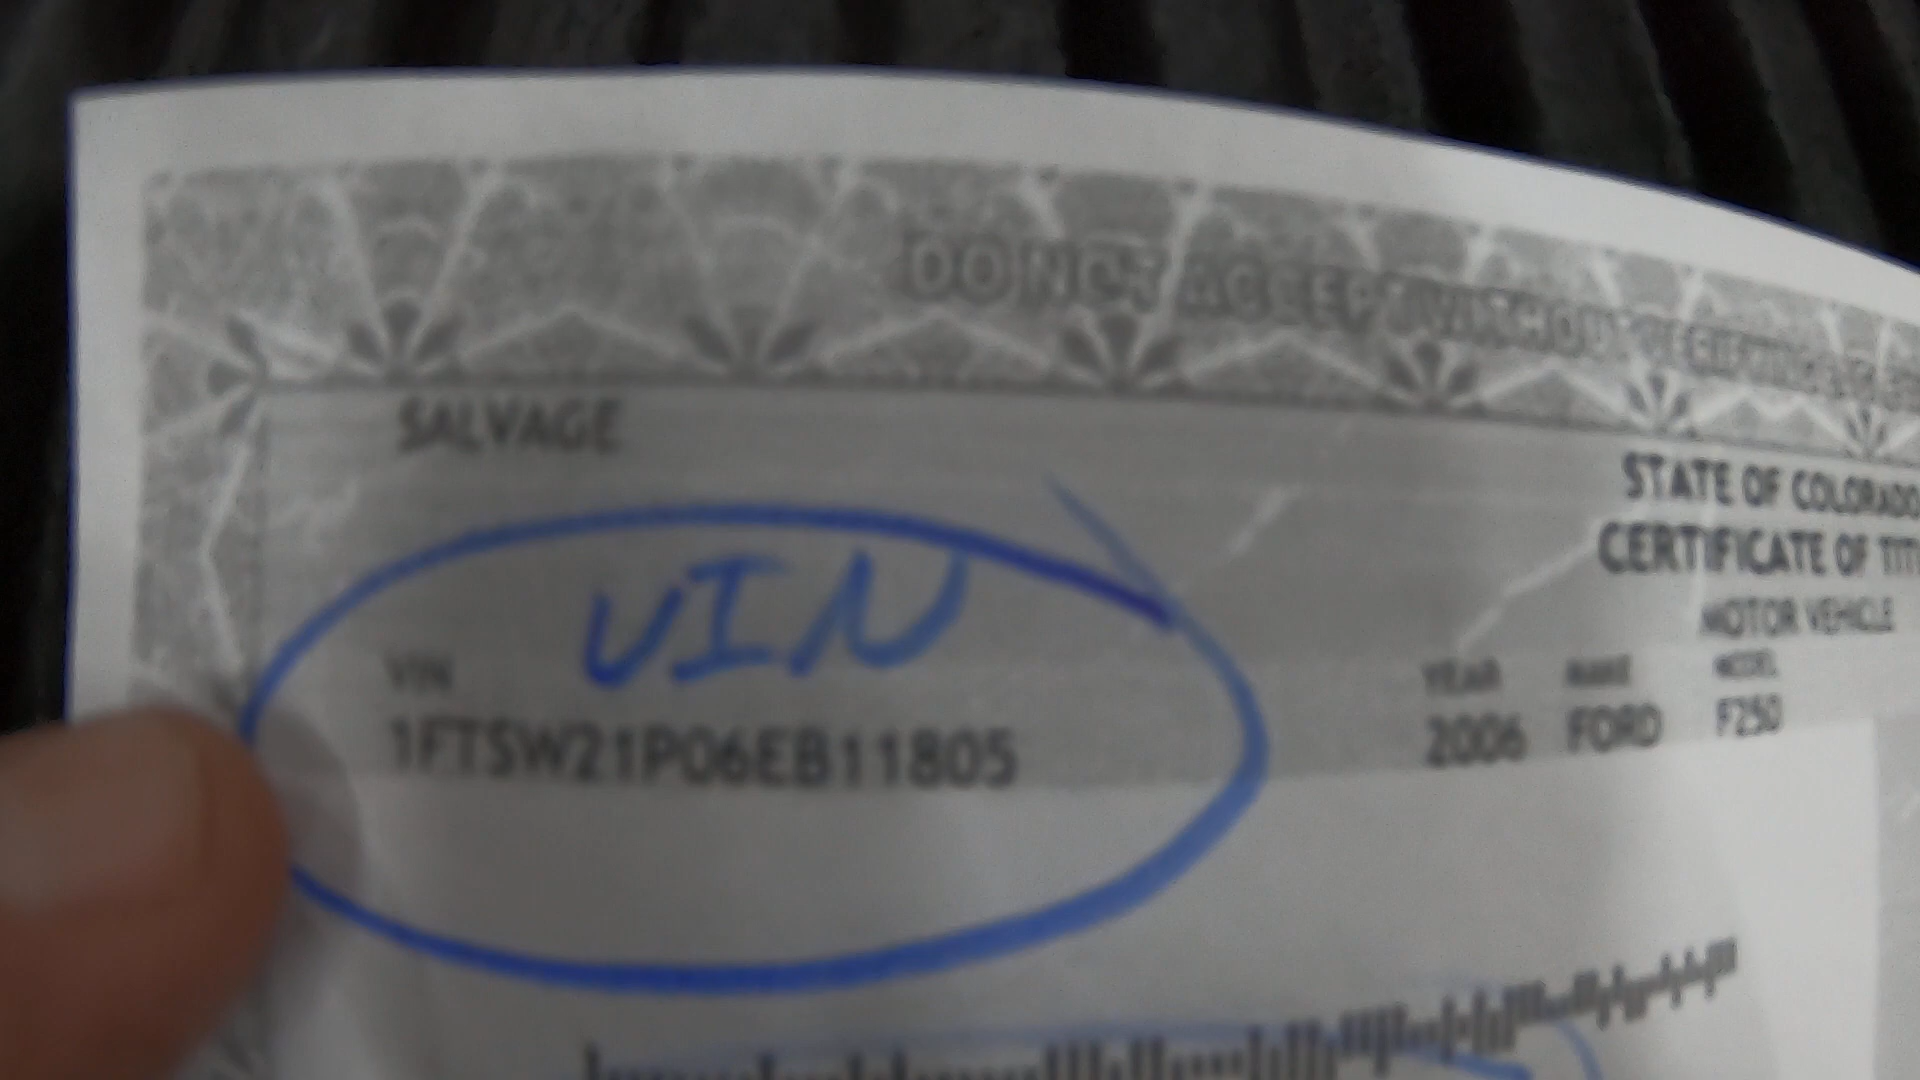 DO NOT ACCEPT WITHOUT
SALVAGE
STATE OF COLORADO
CERTIFICATE OF TIT
MOTOR VEHICLE
VIN
VIN
YEAR MAKE MODEL
1FTSW21P06EB11805
2006 FORD F250